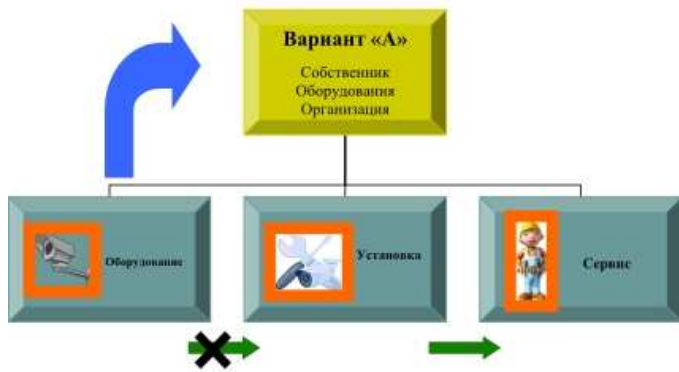 Вариант «А»
Собственник
Оборудования
Организация
Оборудование
Установка
Сервис